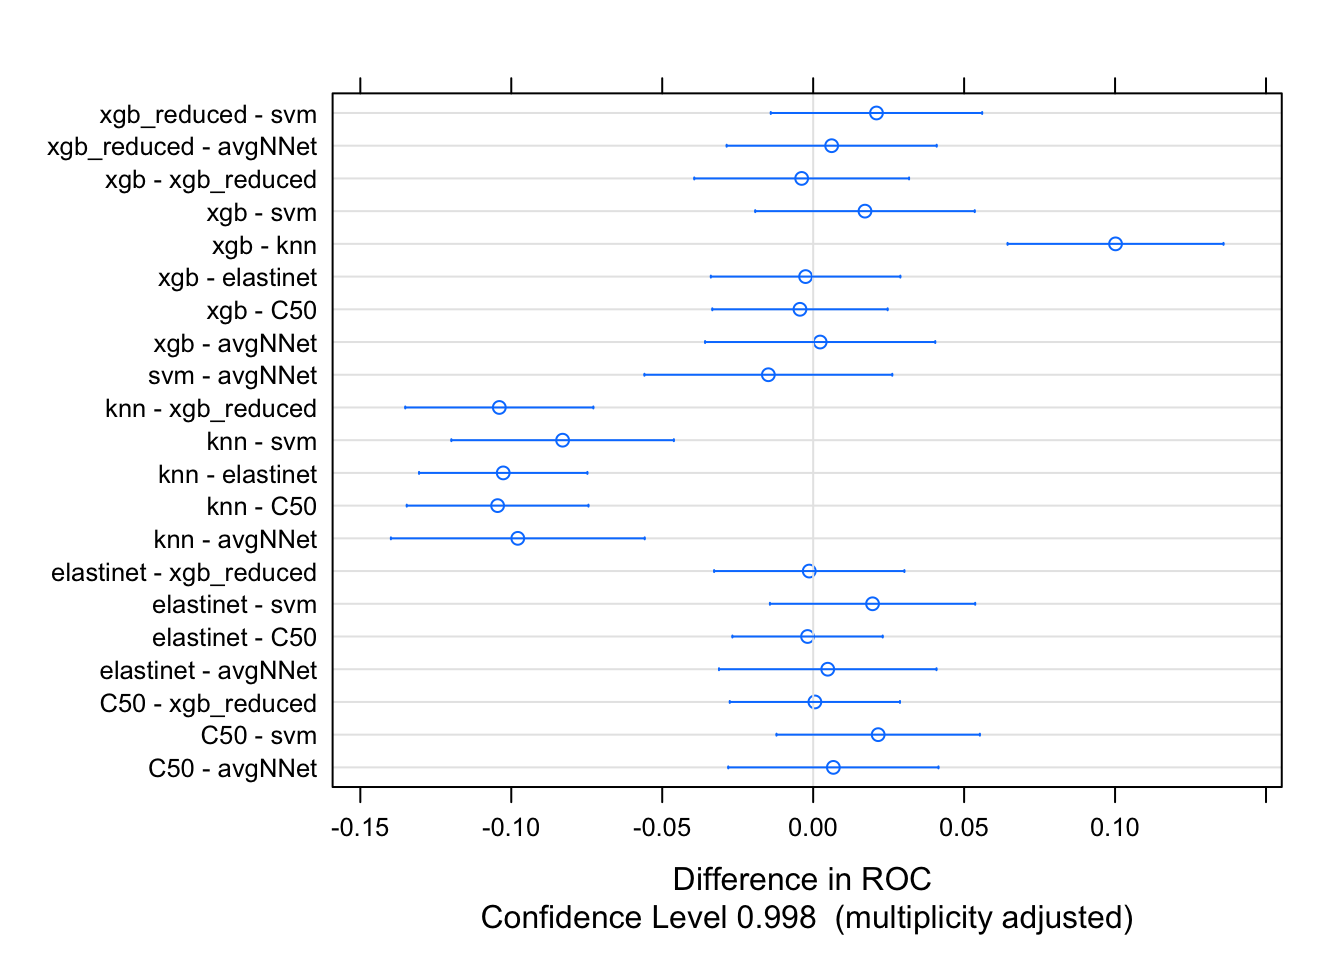 xgb_reduced - svm
xgb_reduced - avgNNet
xgb - xgb_reduced
xgb - svm
xgb - knn
xgb - elastinet
xgb - C50
xgb - avgNNet
svm - avgNNet
knn - xgb_reduced
knn - svm
knn - elastinet
knn - C50
knn - avgNNet
elastinet - xgb_reduced
elastinet - svm
elastinet - C50
elastinet - avgNNet
C50 - xgb_reduced
C50 - svm
C50 - avgNNet
-0.15 -0.10 -0.05 0.00 0.05 0.10
Difference in ROC
Confidence Level 0.998  (multiplicity adjusted)